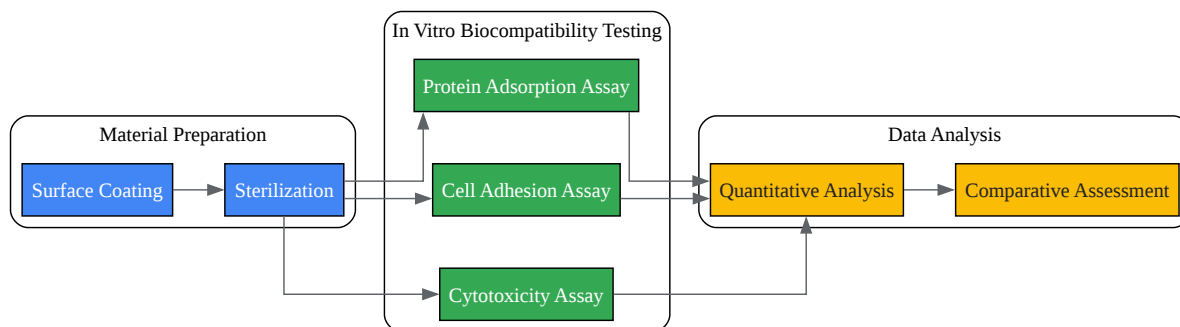 In Vitro Biocompatibility Testing
Protein Adsorption Assay
Material Preparation
Data Analysis
Surface Coating
Sterilization
Cell Adhesion Assay
Quantitative Analysis
Comparative Assessment
Cytotoxicity Assay